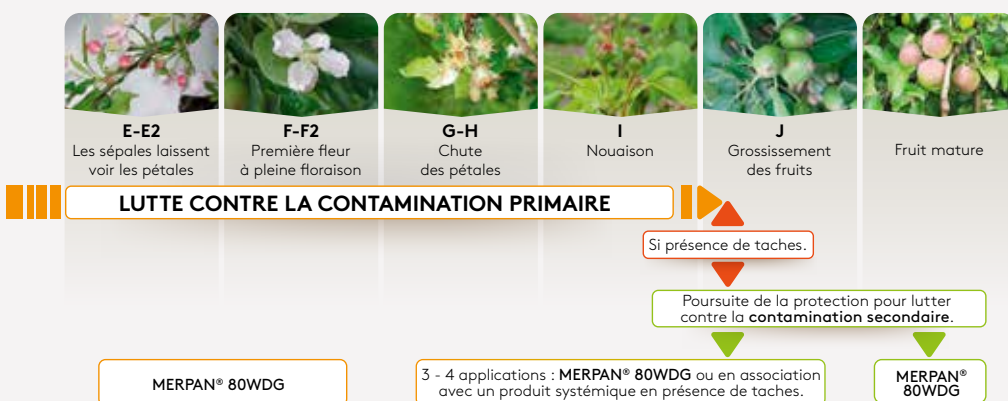 E-E2
Les sépales laissent
voir les pétales
F-F2
Première fleur
à pleine floraison
G-H
Chute
des pétales
I
Nouaison
J
Grossissement
des fruits
Fruit mature
LUTTE CONTRE LA CONTAMINATION PRIMAIRE
Si présence de taches.
Poursuite de la protection pour lutter
contre la contamination secondaire.
MERPAN® 80WDG
3 - 4 applications : MERPAN® 80WDG ou en association
avec un produit systémique en présence de taches.
MERPAN®
80WDG